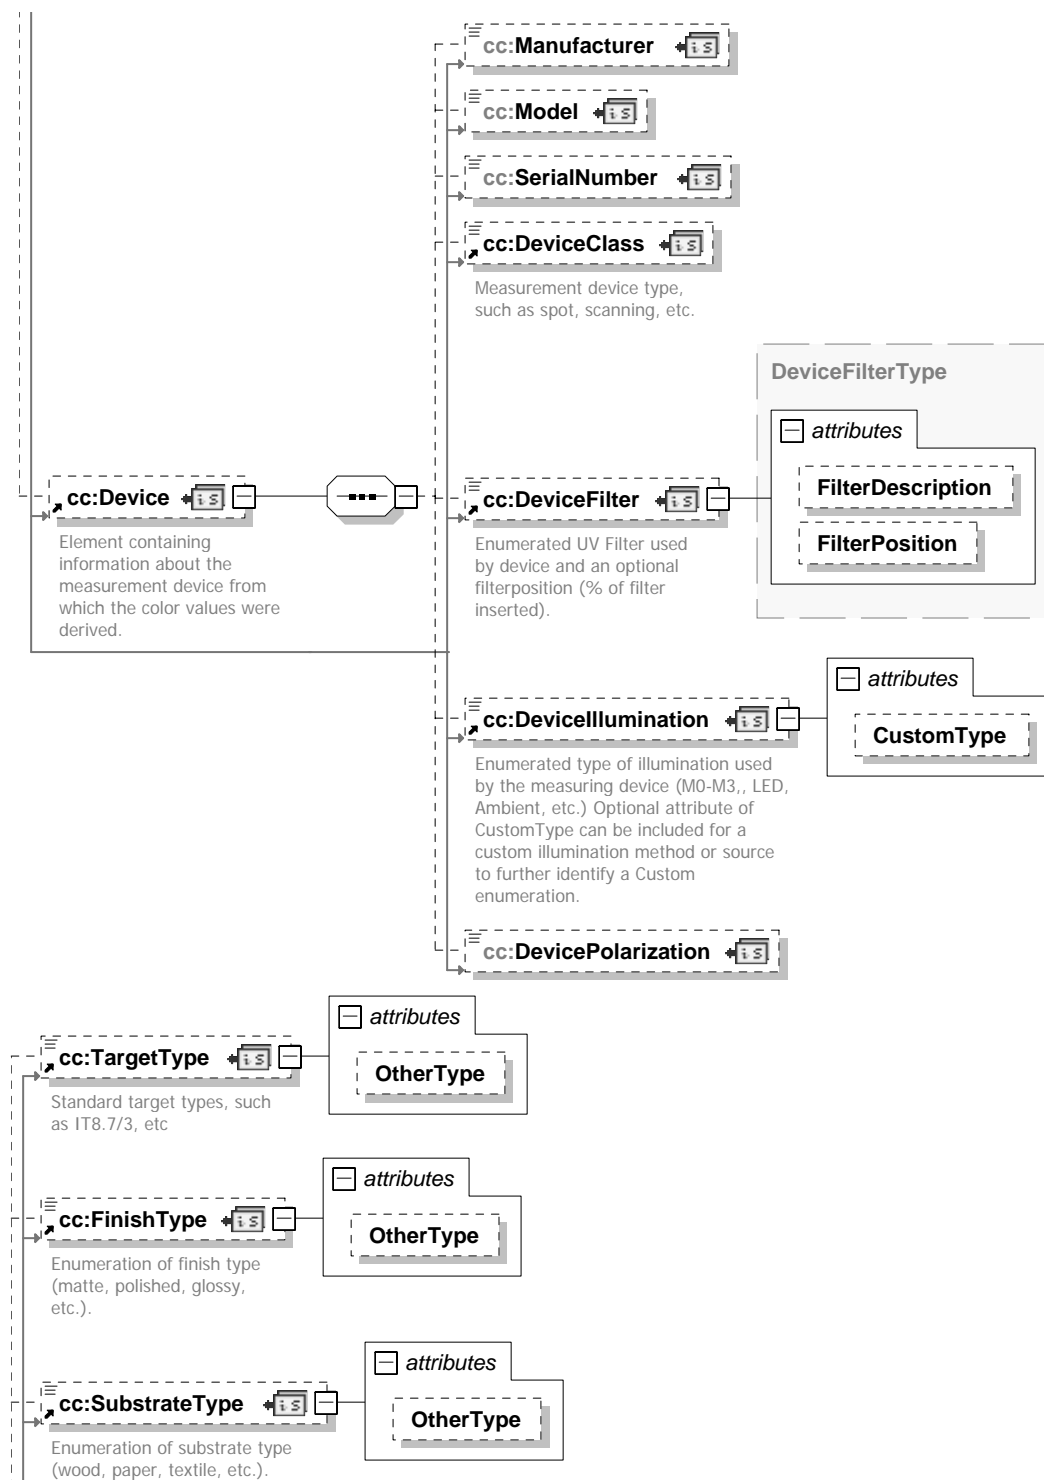 cc:Manufacturer
cc:Model
cc:SerialNumber
cc:DeviceClass
Measurement device type,
such as spot, scanning, etc.
DeviceFilterType
attributes
cc:Device
cc:DeviceFilter
FilterDescription
FilterPosition
Element containing
information about the
measurement device from
which the color values were
derived.
Enumerated UV Filter used
by device and an optional
filterposition (% of filter
inserted).
attributes
cc:DeviceIllumination
CustomType
Enumerated type of illumination used
by the measuring device (M0-M3,, LED,
Ambient, etc.) Optional attribute of
CustomType can be included for a
custom illumination method or source
to further identify a Custom
enumeration.
cc:DevicePolarization
attributes
cc:TargetType
OtherType
Standard target types, such
as IT8.7/3, etc
attributes
cc:FinishType
OtherType
Enumeration of finish type
(matte, polished, glossy,
etc.).
attributes
cc:SubstrateType
OtherType
Enumeration of substrate type
(wood, paper, textile, etc.).